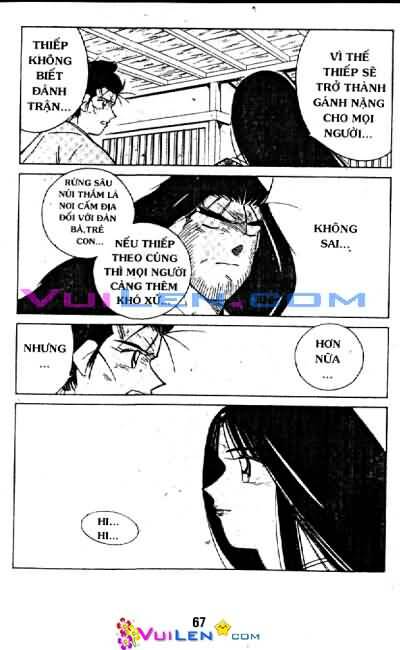 THIẾP
KHÔNG
BIẾT
ĐÁNH
TRẬN...
VÌ THẾ
THIẾP SẼ
TRỞ THÀNH
GÁNH NẶNG
CHO MỌI
NGƯỜI...
RỪNG SÂU
NÚI THẲM LÀ
NƠI CẤM ĐỊA
ĐỐI VỚI ĐÀN
BÀ, TRẺ
CON...
NẾU THIẾP
THEO CŨNG
THÌ MỌI NGƯỜI
CÀNG THÊM
KHÓ XỬ.
KHÔNG
SAI...
VUILEN.COM
NHƯNG
...
HƠN
NỮA
...
HI...
HI...
67
VUILEN.COM